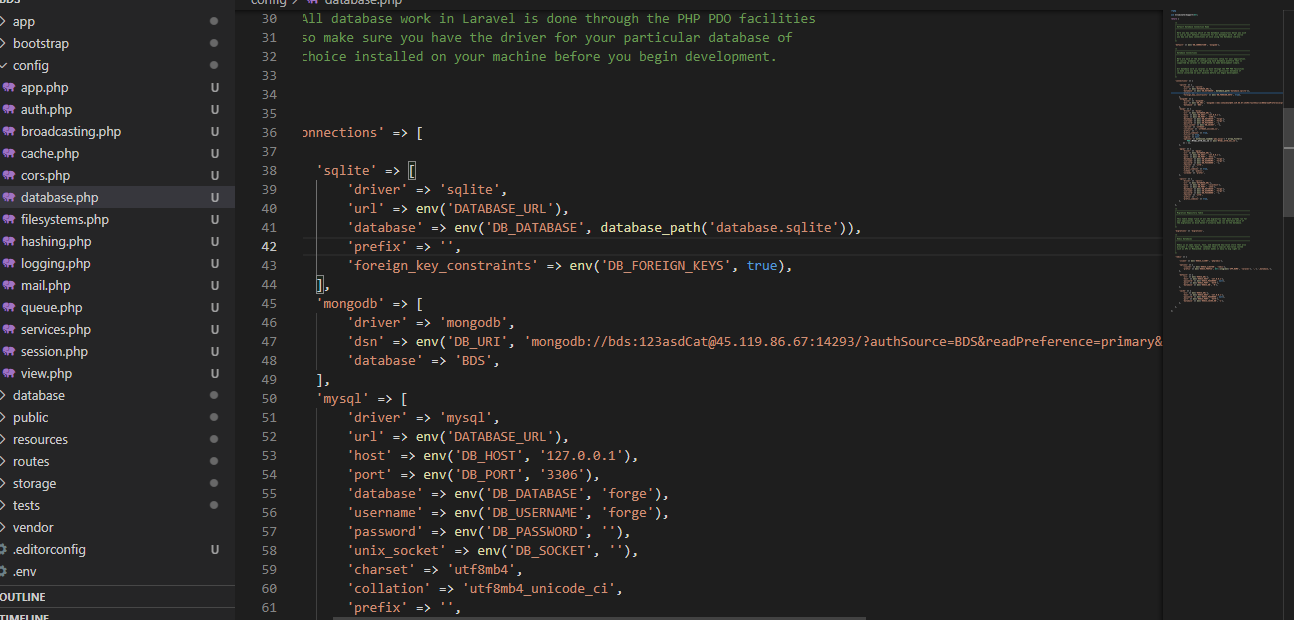 BDS
app
bootstrap
config
app.php U
auth.php U
broadcasting.php U
cache.php U
cors.php U
database.php U
filesystems.php U
hashing.php U
logging.php U
mail.php U
queue.php U
services.php U
session.php U
view.php U
database
public
resources
routes
storage
tests
vendor
.editorconfig U
.env
OUTLINE
TIMELINE
config > database.php
30 All database work in Laravel is done through the PHP PDO facilities
31 so make sure you have the driver for your particular database of
32 choice installed on your machine before you begin development.
33
34
35
36 onnections' => [
37
38 'sqlite' => [
39 'driver' => 'sqlite',
40 'url' => env('DATABASE_URL'),
41 'database' => env('DB_DATABASE', database_path('database.sqlite')),
42 'prefix' => '',
43 'foreign_key_constraints' => env('DB_FOREIGN_KEYS', true),
44 ],
45 'mongodb' => [
46 'driver' => 'mongodb',
47 'dsn' => env('DB_URI', 'mongodb://bds:123asdCat@45.119.86.67:14293/?authSource=BDS&readPreference=primary&
48 'database' => 'BDS',
49 ],
50 'mysql' => [
51 'driver' => 'mysql',
52 'url' => env('DATABASE_URL'),
53 'host' => env('DB_HOST', '127.0.0.1'),
54 'port' => env('DB_PORT', '3306'),
55 'database' => env('DB_DATABASE', 'forge'),
56 'username' => env('DB_USERNAME', 'forge'),
57 'password' => env('DB_PASSWORD', ''),
58 'unix_socket' => env('DB_SOCKET', ''),
59 'charset' => 'utf8mb4',
60 'collation' => 'utf8mb4_unicode_ci',
61 'prefix' => '',